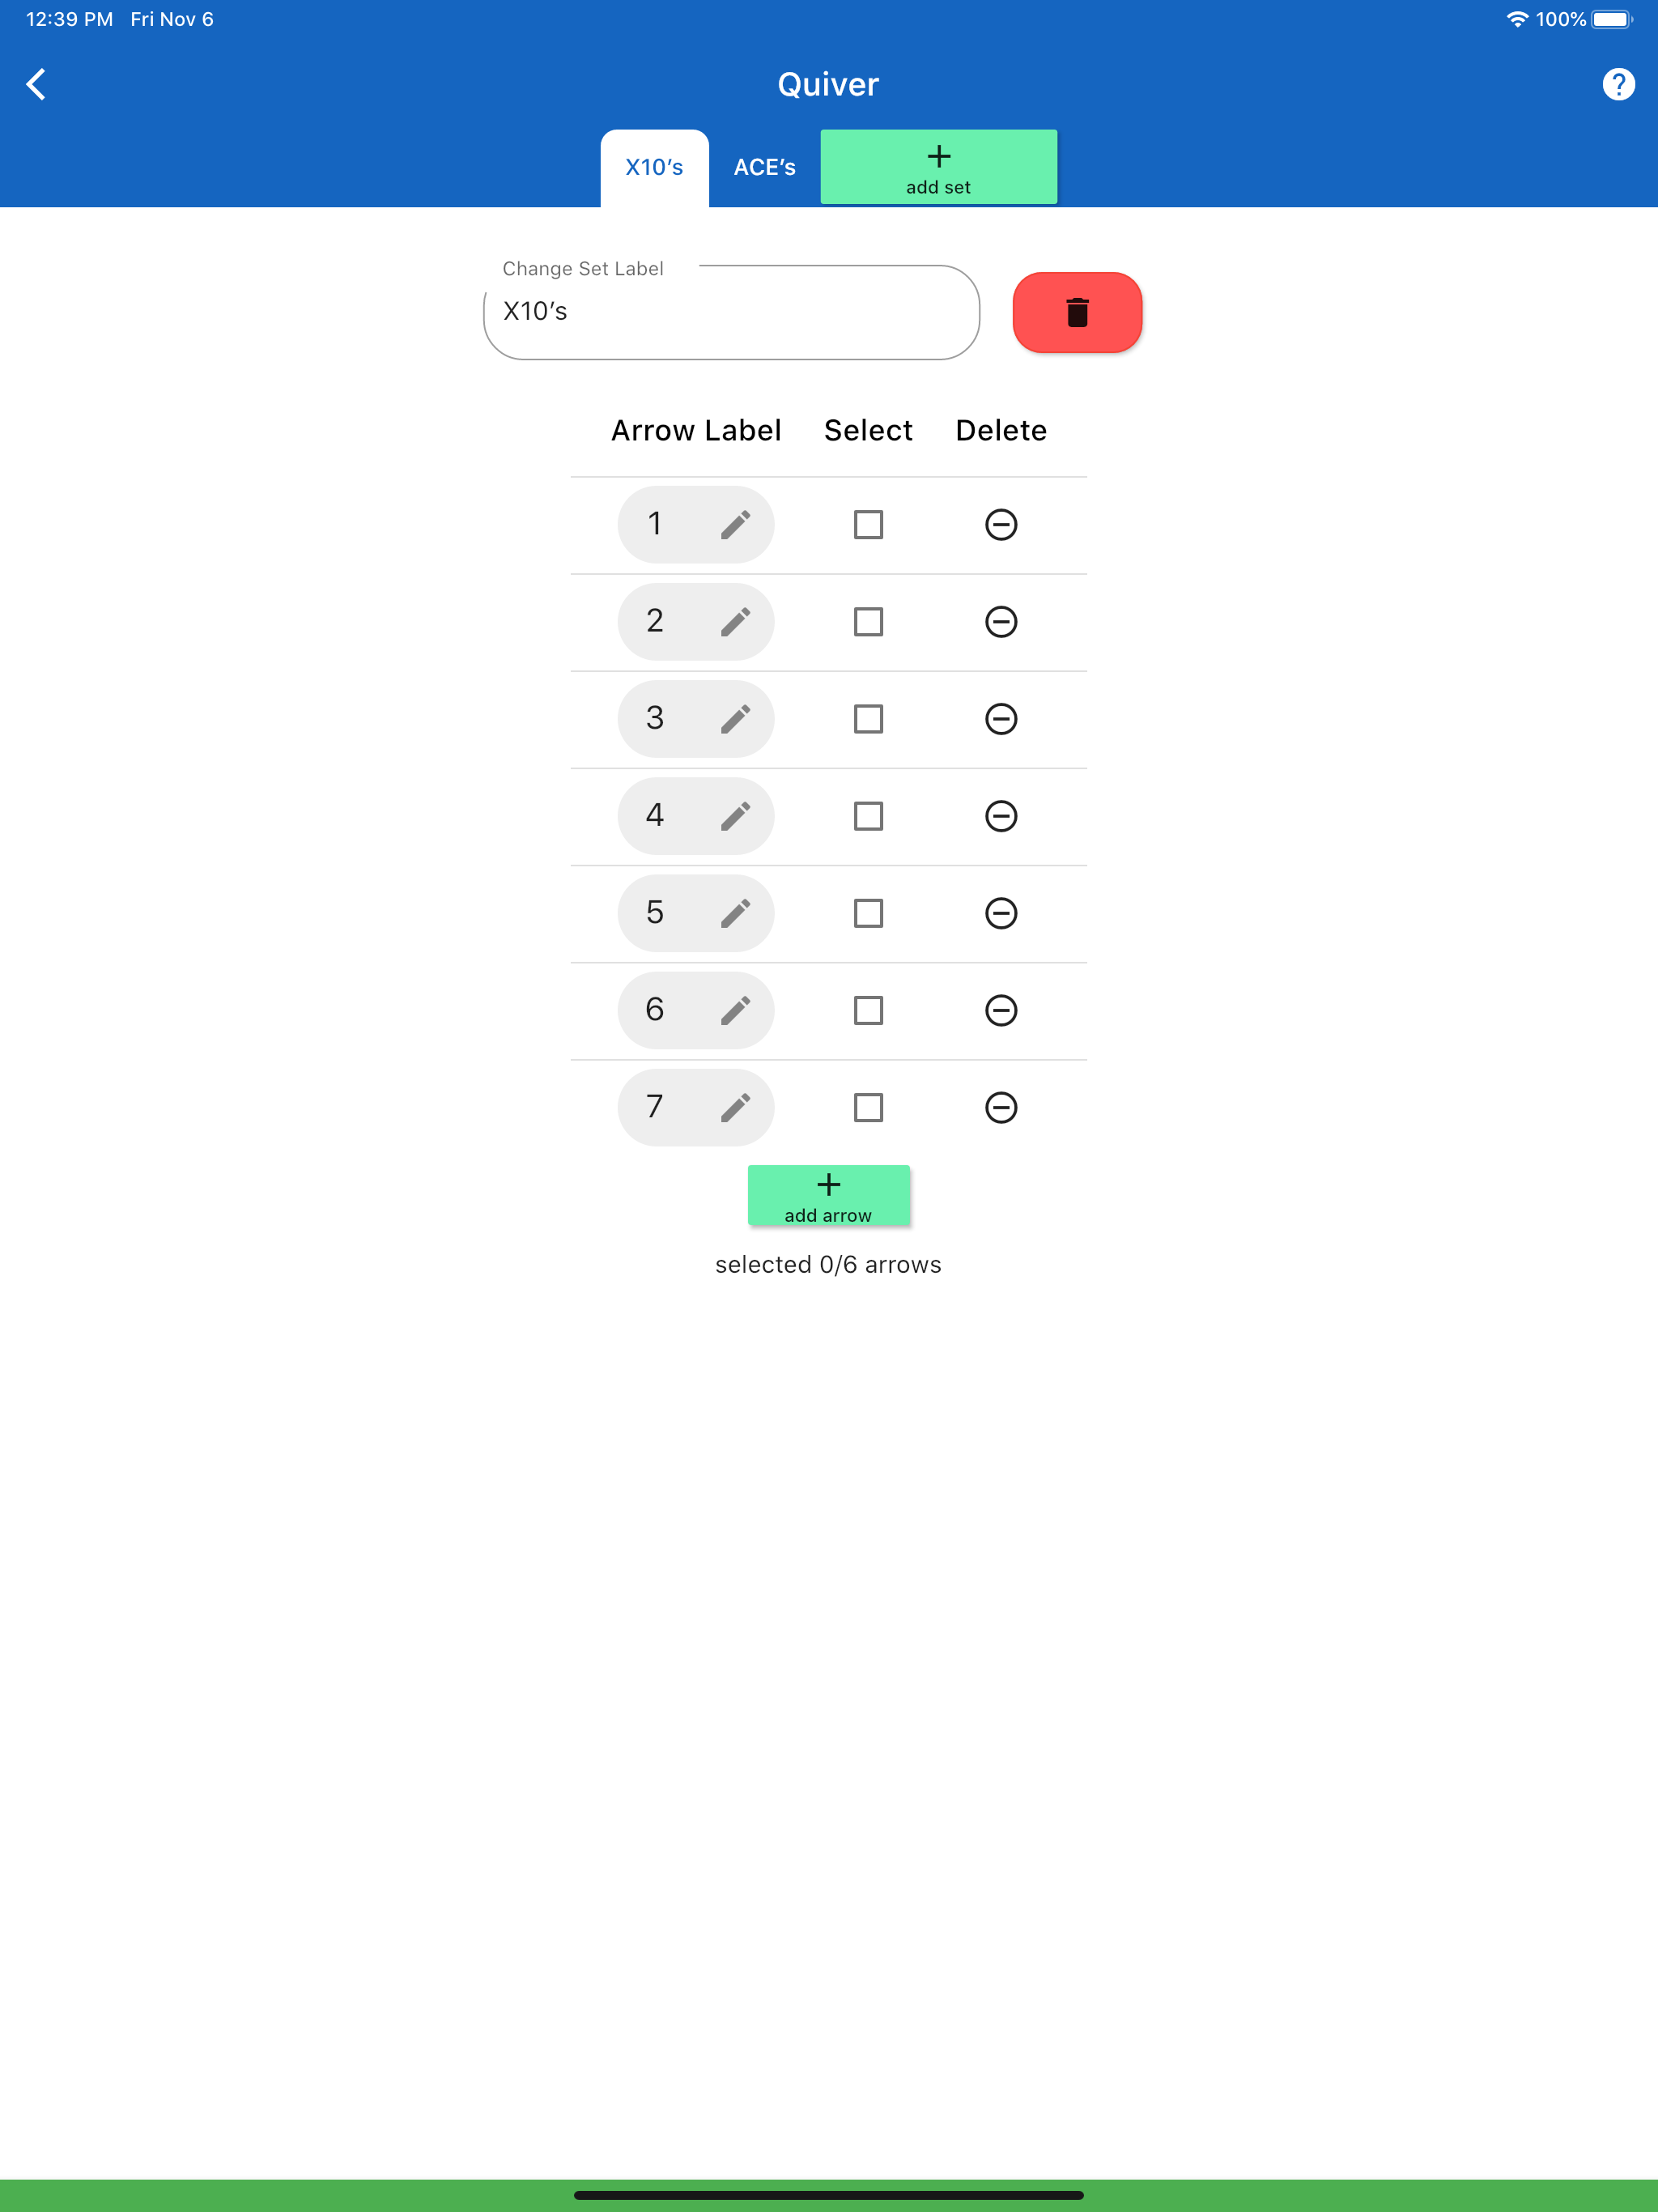 12:39 PM Fri Nov 6 100%
Quiver
X10’s ACE’s
add set
Change Set Label
X10’s
Arrow Label Select Delete
1
2
3
4
5
6
7
add arrow
selected 0/6 arrows